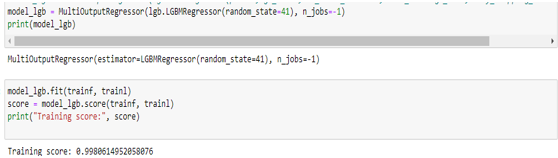 model_lgb = MultiOutputRegressor(lgb.LGBMRegressor(random_state=41), n_jobs=-1)
print(model_lgb)
MultiOutputRegressor(estimator=LGBMRegressor(random_state=41), n_jobs=-1)
model_lgb.fit(trainf, trainl)
score = model_lgb.score(trainf, trainl)
print("Training score:", score)
Training score: 0.9980614952058076